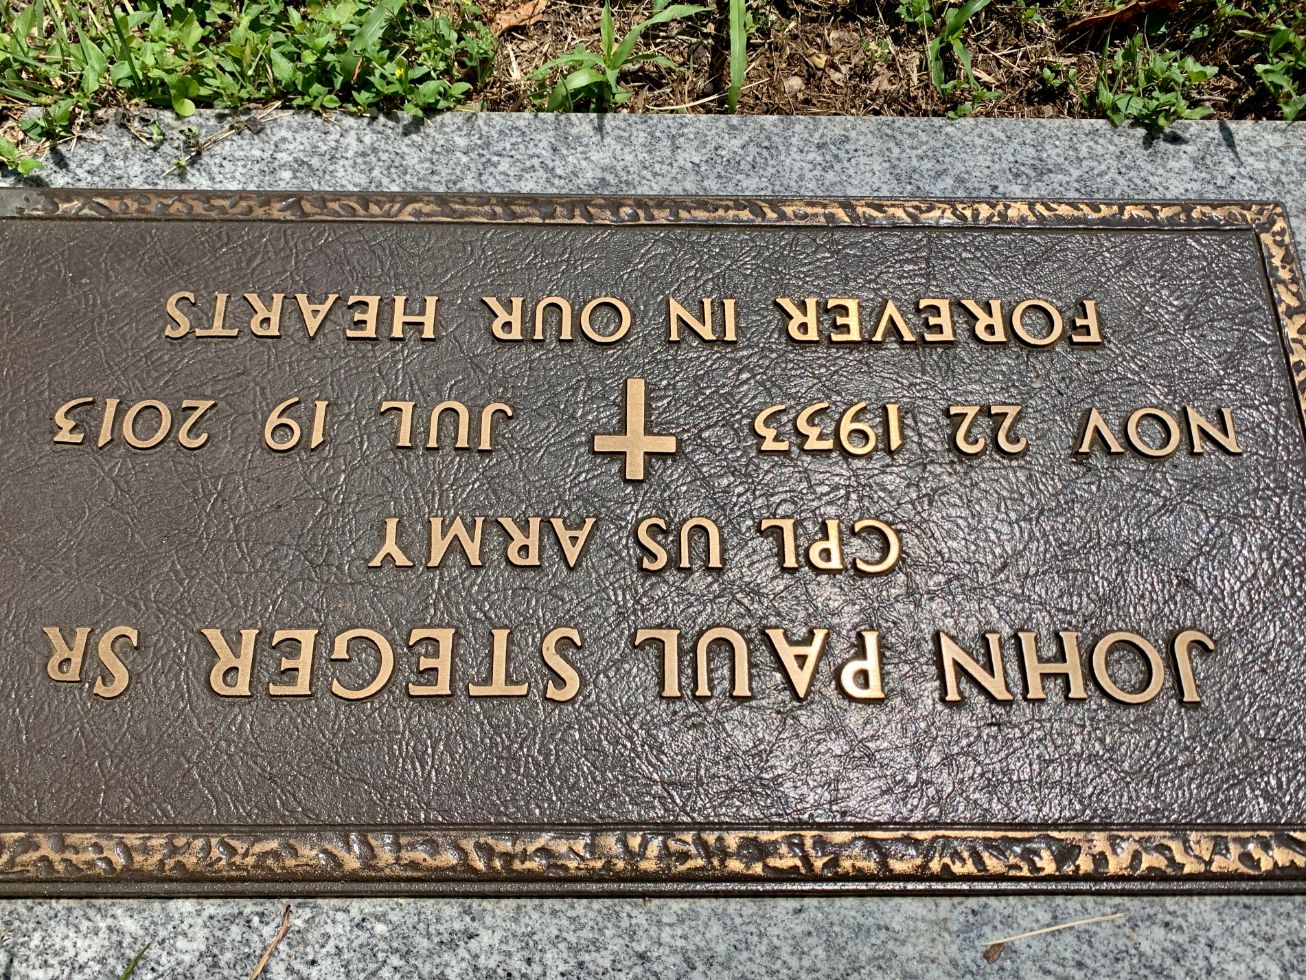 JOHN PAUL STEGER SR
CPL US ARMY
NOV 22 1933 JUL 19 2013
FOREVER IN OUR HEARTS